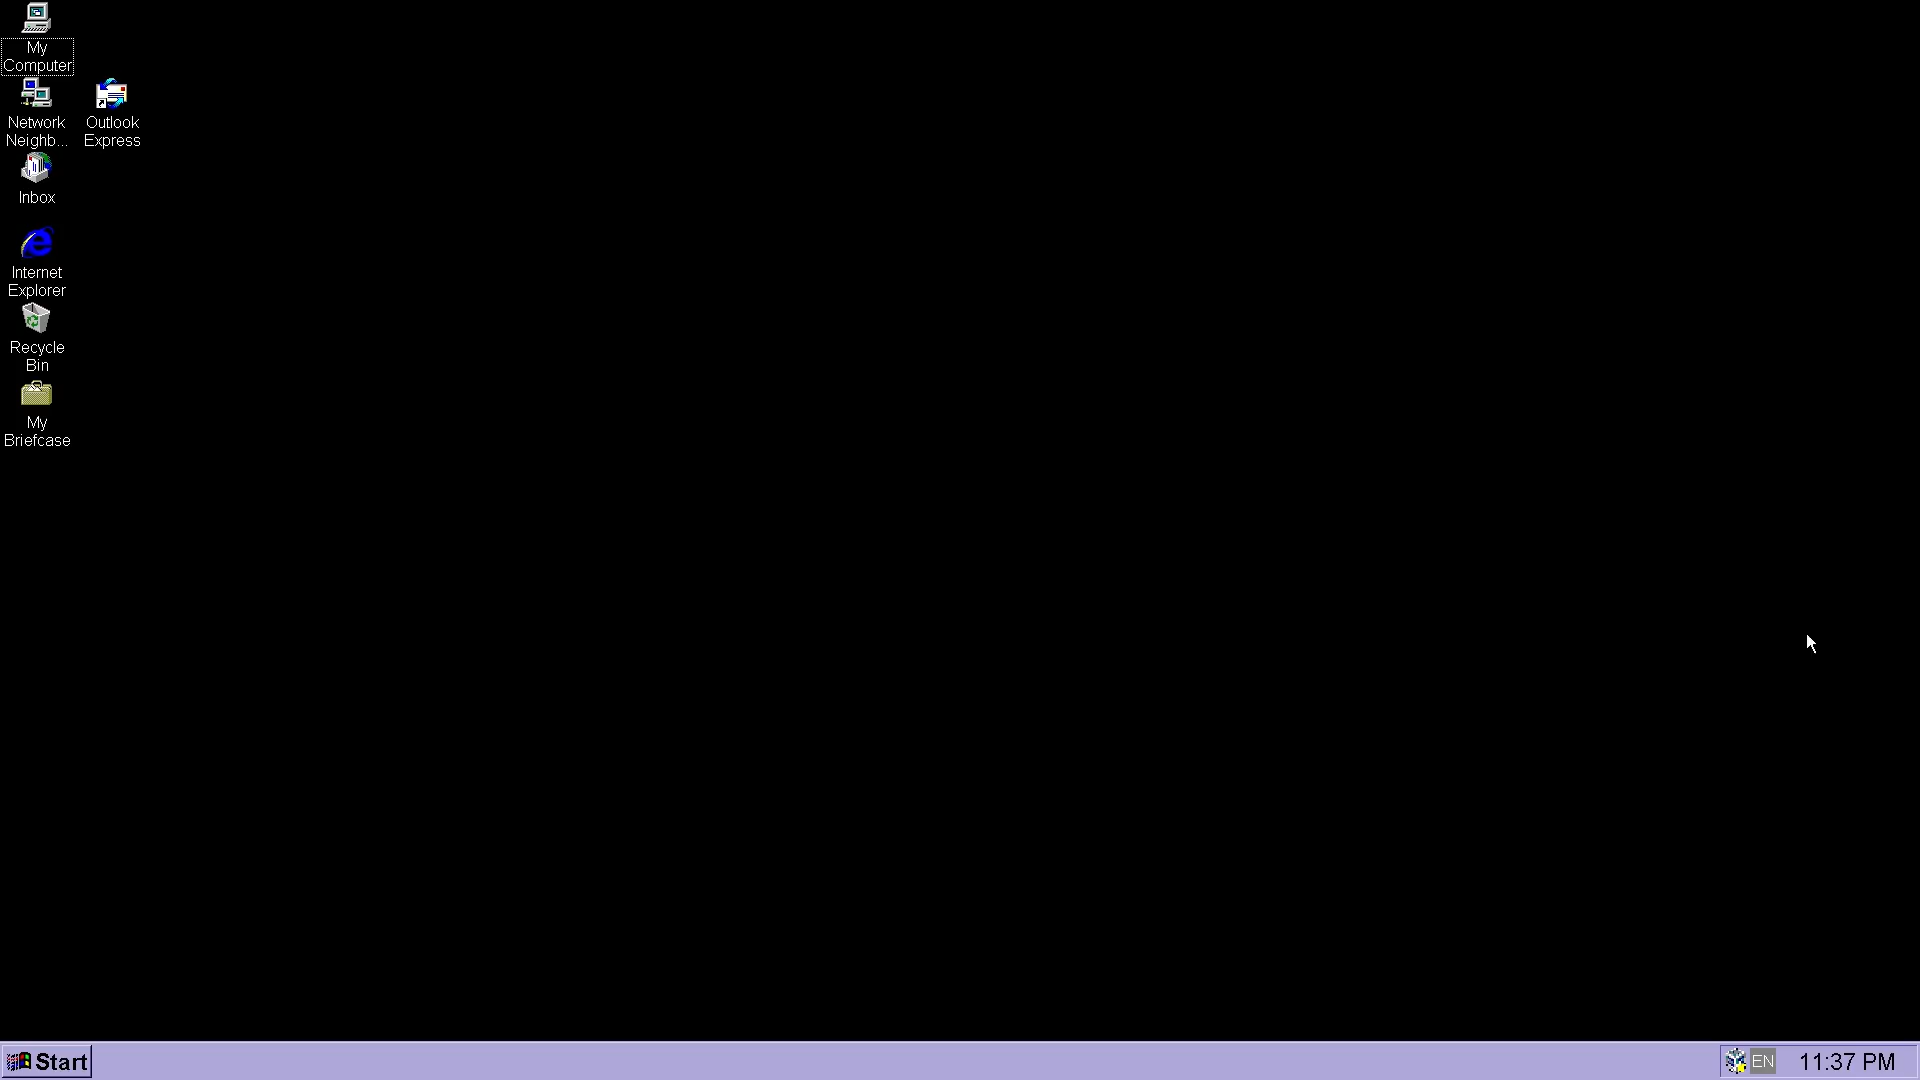 My
Computer
Network
Neighb...
Outlook
Express
Inbox
Internet
Explorer
Recycle
Bin
My
Briefcase
Start
EN
11:37 PM